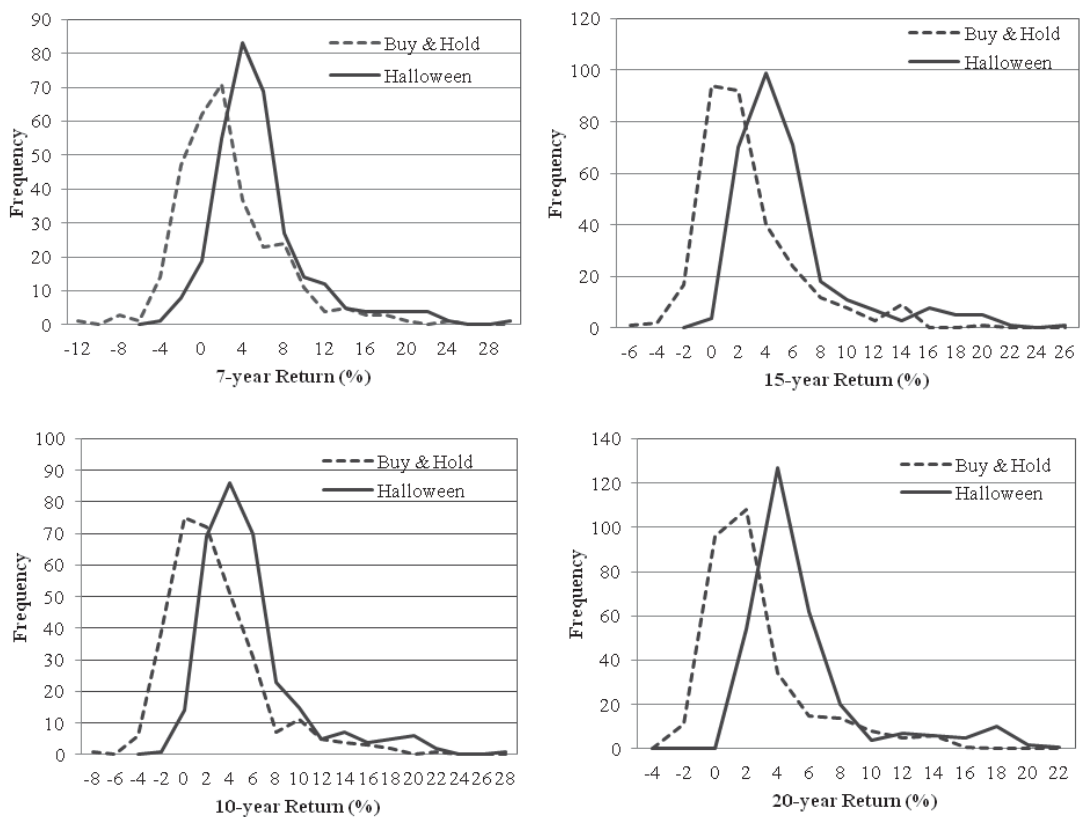 90
80
70
60
50
40
30
20
10
0
Frequency
Buy & Hold
Halloween
-12 -8 -4 0 4 8 12 16 20 24 28
7-year Return (%)
120
100
80
60
40
20
0
Frequency
Buy & Hold
Halloween
-6 -4 -2 0 2 4 6 8 10 12 14 16 18 20 22 24 26
15-year Return (%)
100
90
80
70
60
50
40
30
20
10
0
Frequency
Buy & Hold
Halloween
-8 -6 -4 -2 0 2 4 6 8 10 12 14 16 18 20 22 24 26 28
10-year Return (%)
140
120
100
80
60
40
20
0
Frequency
Buy & Hold
Halloween
-4 -2 0 2 4 6 8 10 12 14 16 18 20 22
20-year Return (%)